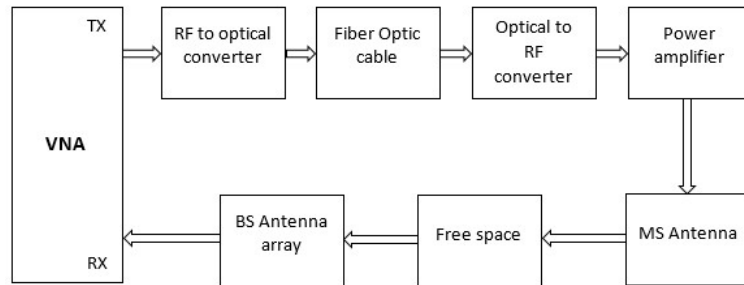 TX
RF to optical
converter
Fiber Optic
cable
Optical to
RF
converter
Power
amplifier
VNA
BS Antenna
array
Free space
MS Antenna
RX